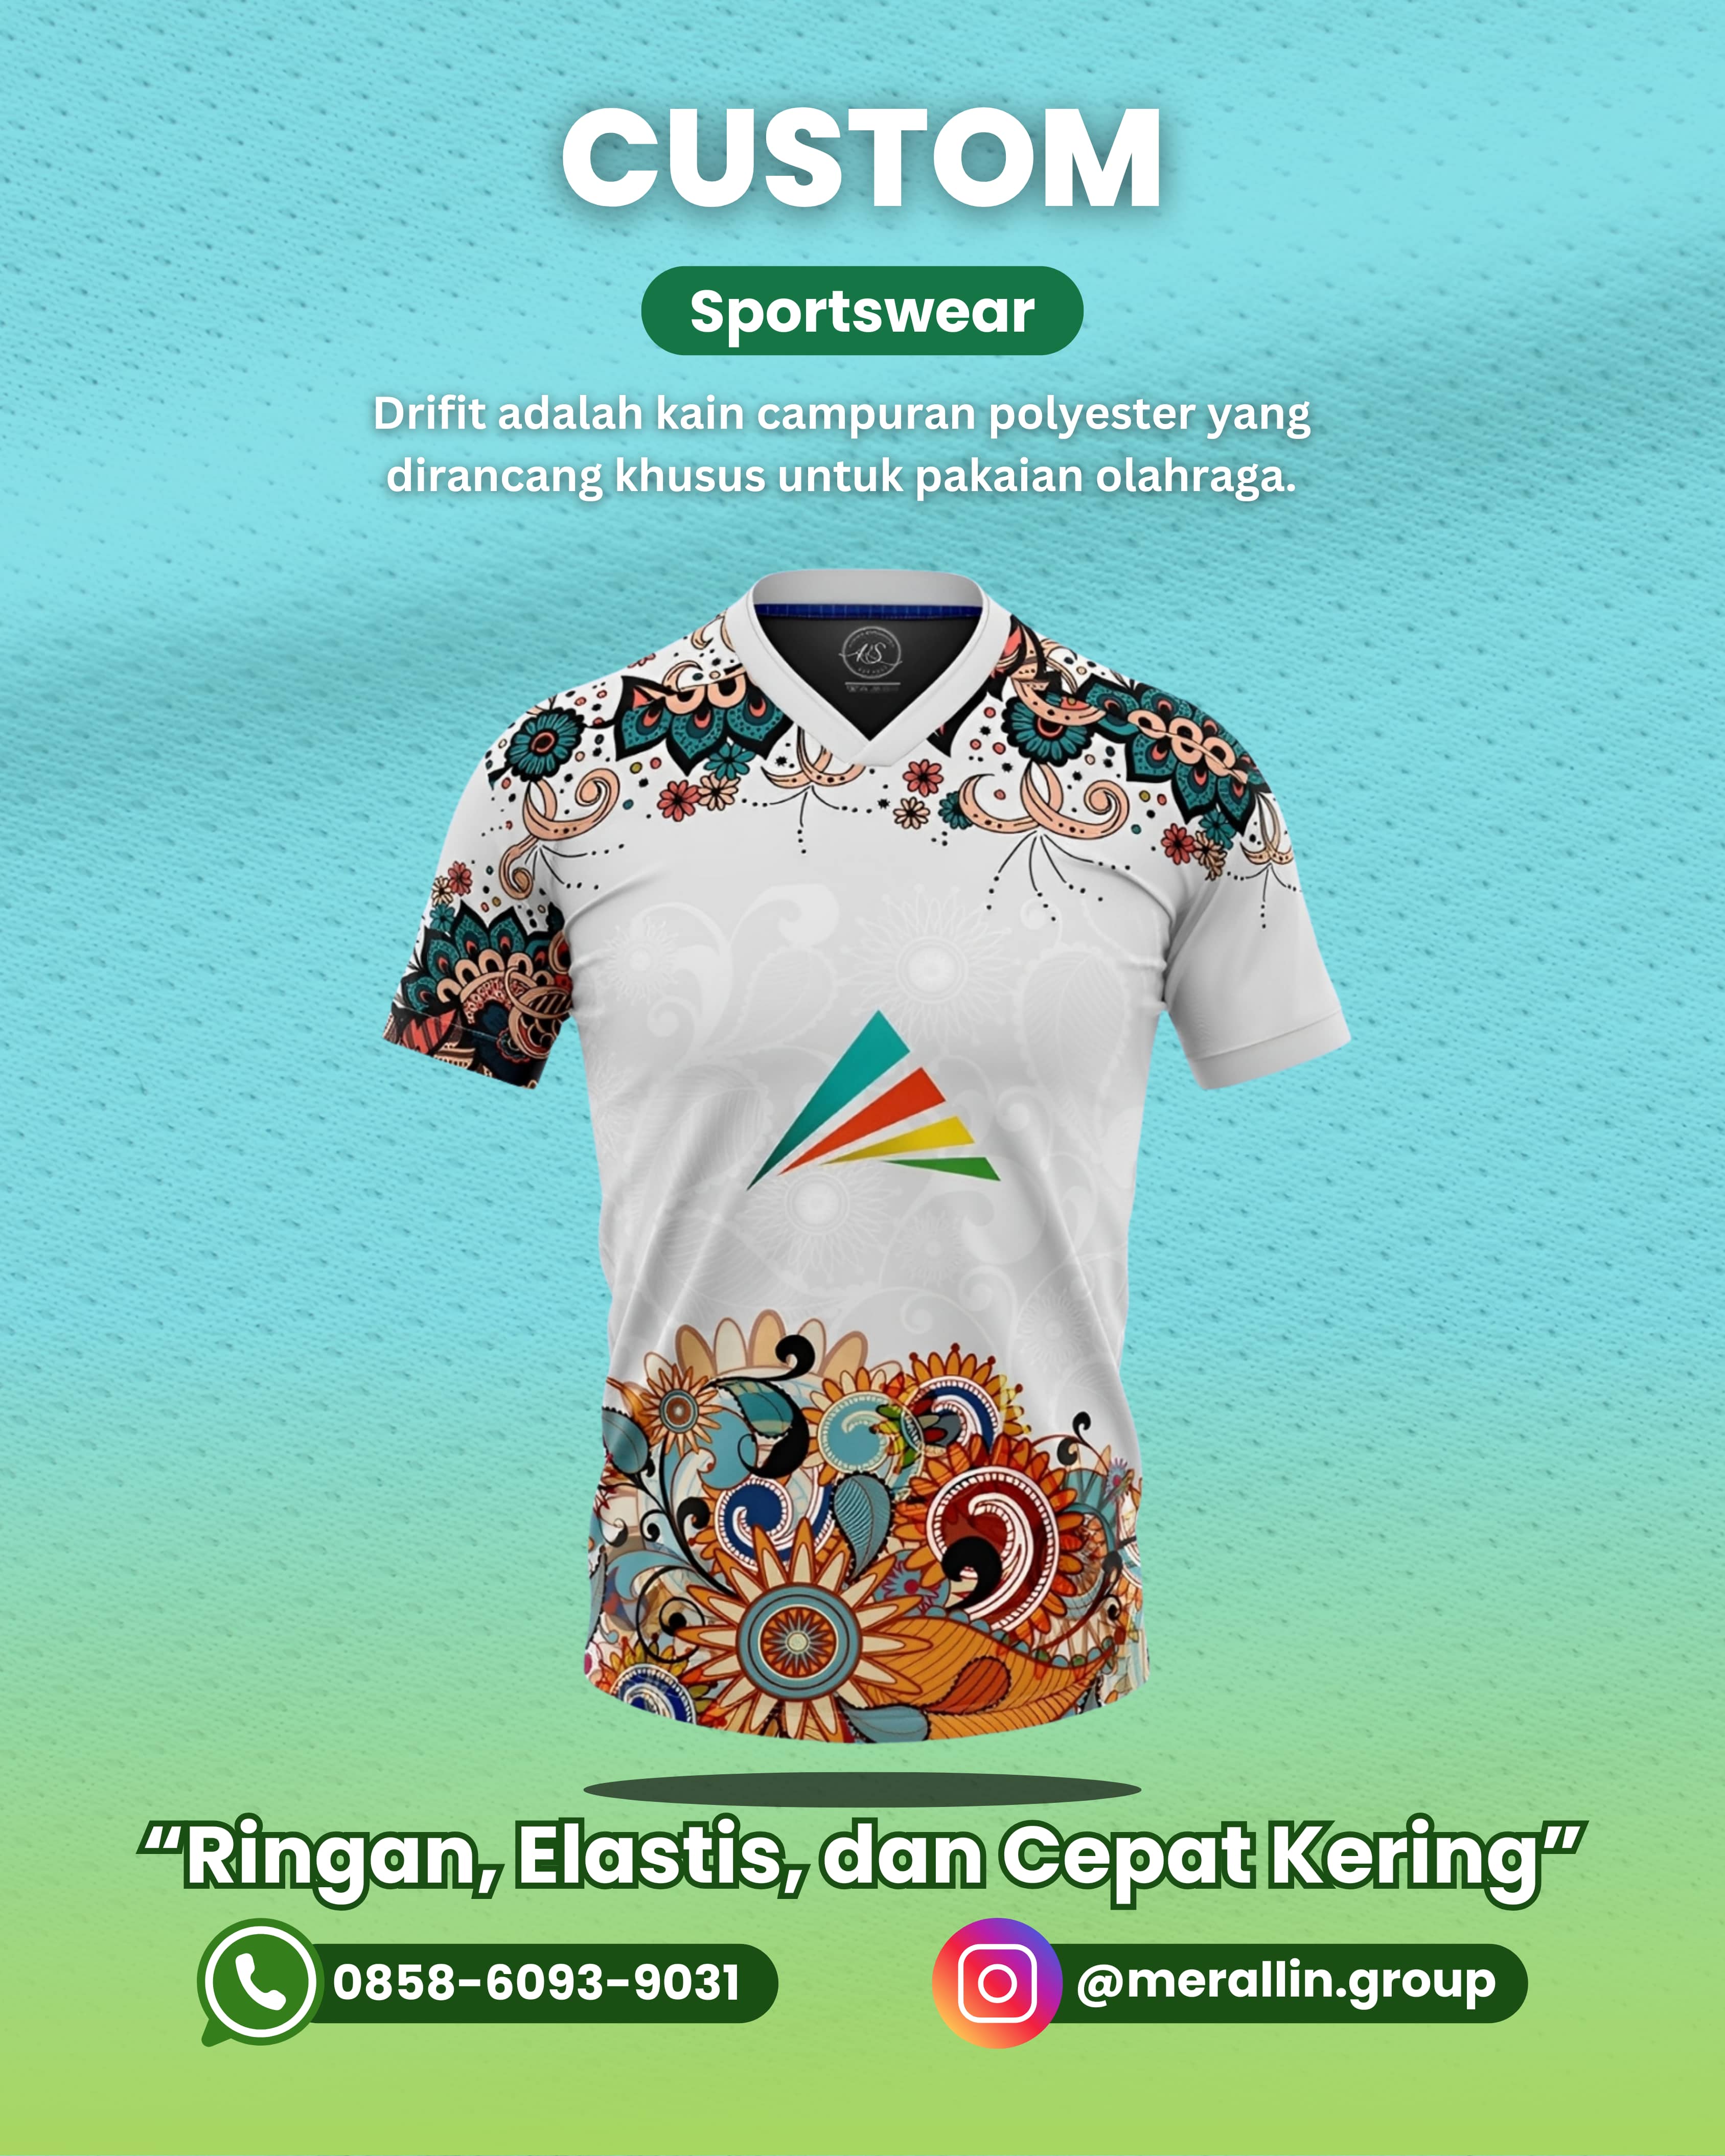 CUSTOM
Sportswear
Drifit adalah kain campuran polyester yang
dirancang khusus untuk pakaian olahraga.
“Ringan, Elastis, dan Cepat Kering”
0858-6093-9031
@merallin.group